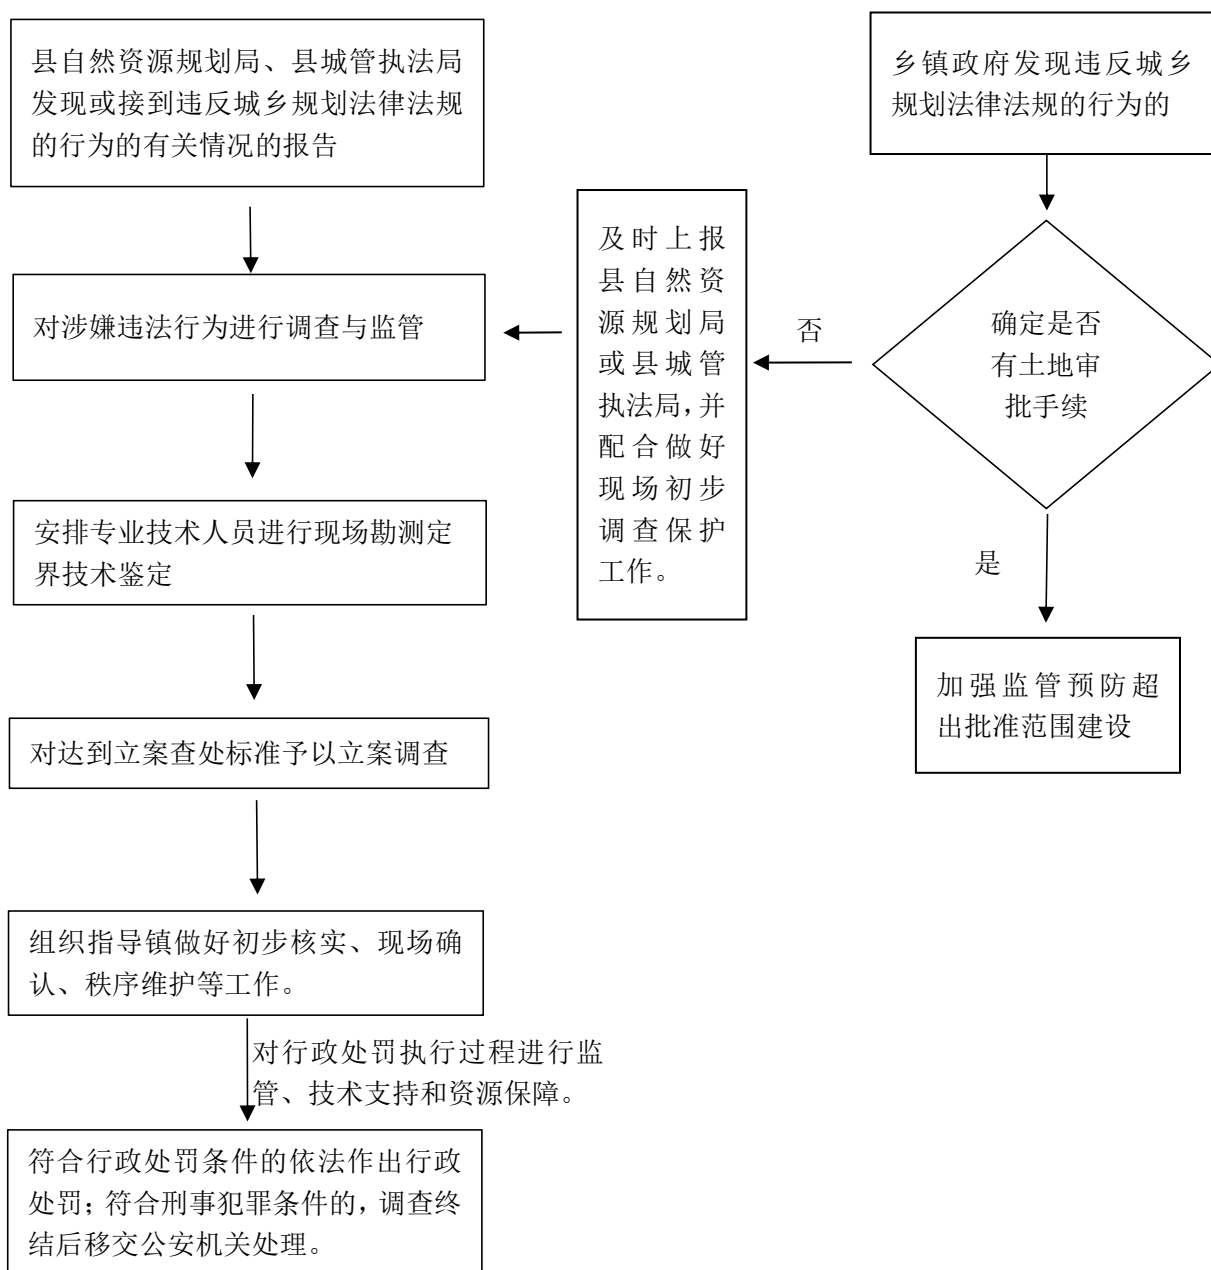 县自然资源规划局、县城管执法局
发现或接到违反城乡规划法律法规
的行为的有关情况的报告
乡镇政府发现违反城乡
规划法律法规的行为的
对涉嫌违法行为进行调查与监管
及时上报
县自然资
源规划局
或县城管
执法局，并
配合做好
现场初步
调查保护
工作。
否
确定是否
有土地审
批手续
是
加强监管预防超
出批准范围建设
安排专业技术人员进行现场勘测定
界技术鉴定
对达到立案查处标准予以立案调查
组织指导镇做好初步核实、现场确
认、秩序维护等工作。
对行政处罚执行过程进行监
管、技术支持和资源保障。
符合行政处罚条件的依法作出行政
处罚；符合刑事犯罪条件的，调查终
结后移交公安机关处理。